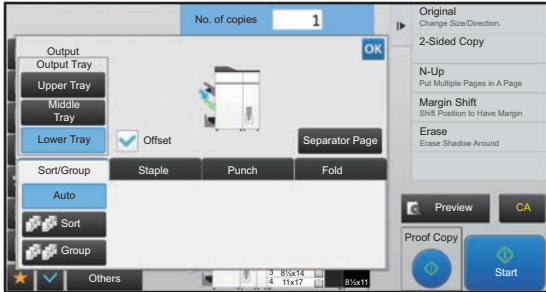 No. of copies 1
OK
Output
Output Tray
Upper Tray
Middle
Tray
Lower Tray
Offset
Separator Page
Sort/Group
Staple
Punch
Fold
Auto
Sort
Group
Others
3 8½x14
4 11x17
8½x11
Original
Change Size/Direction.
2-Sided Copy
N-Up
Put Multiple Pages in A Page
Margin Shift
Shift Position to Have Margin
Erase
Erase Shadow Around
Preview
CA
Proof Copy
Start